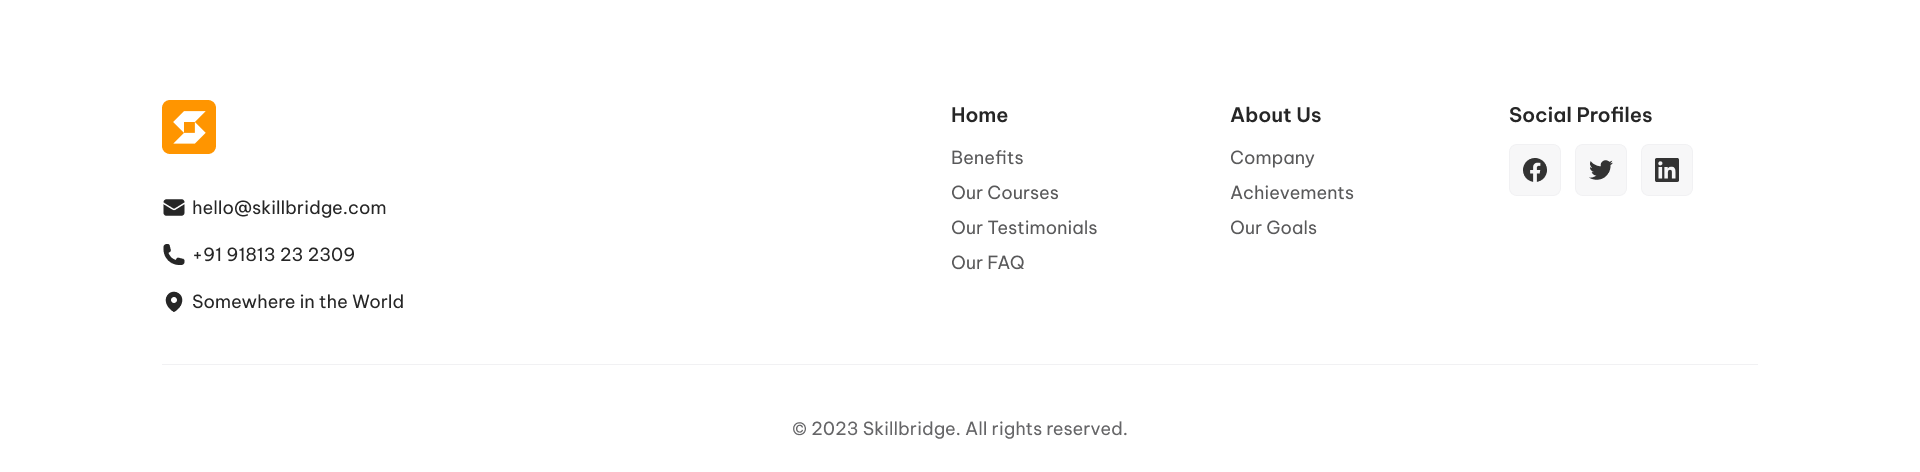 hello@skillbridge.com
+91 91813 23 2309
Somewhere in the World
Home
Benefits
Our Courses
Our Testimonials
Our FAQ
About Us
Company
Achievements
Our Goals
Social Profiles
© 2023 Skillbridge. All rights reserved.